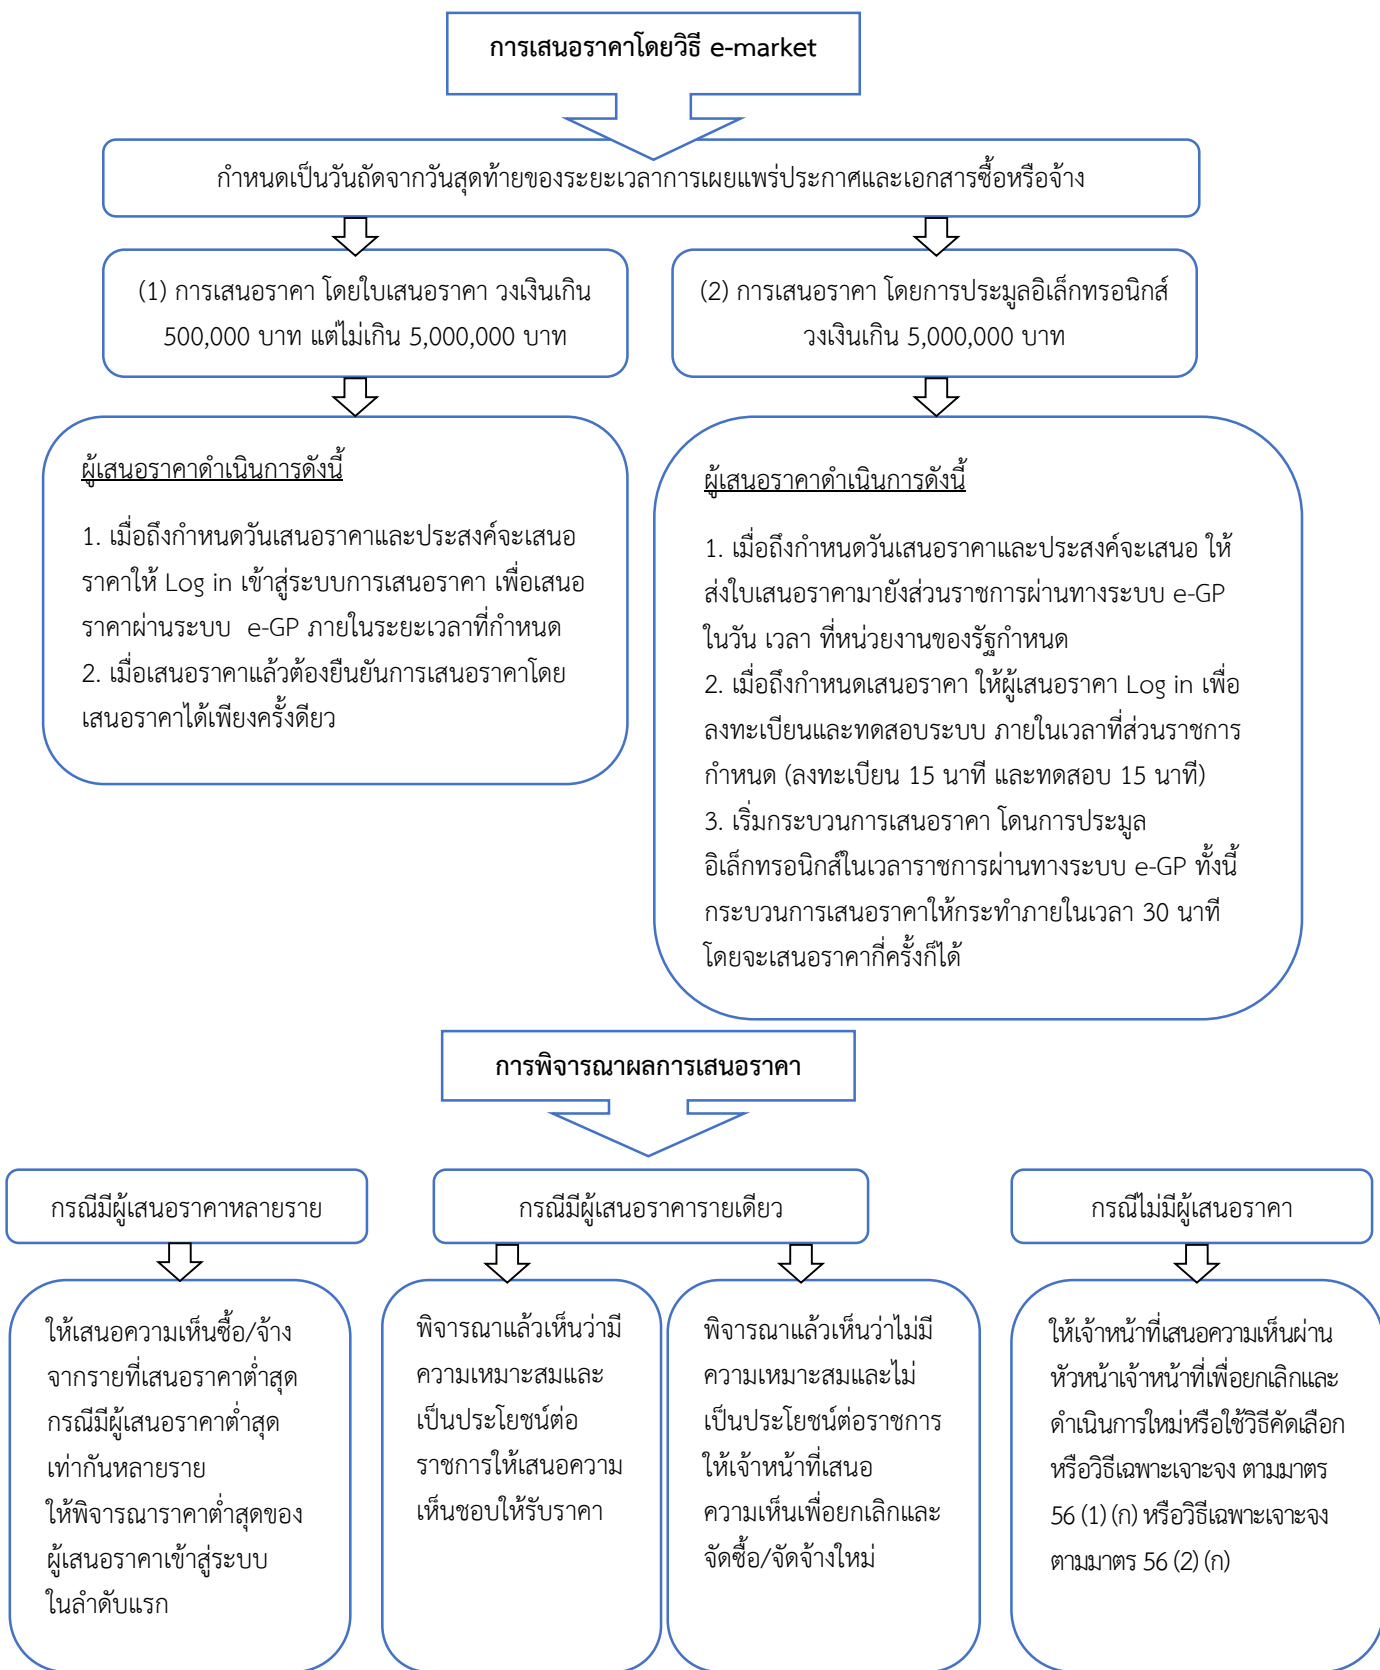 การเสนอราคาโดยวิธี e-market
กำหนดเป็นวันถัดจากวันสุดท้ายของระยะเวลาการเผยแพร่ประกาศและเอกสารซื้อหรือจ้าง
(1) การเสนอราคา โดยใบเสนอราคา วงเงินเกิน
500,000 บาท แต่ไม่เกิน 5,000,000 บาท
(2) การเสนอราคา โดยการประมูลอิเล็กทรอนิกส์
วงเงินเกิน 5,000,000 บาท
ผู้เสนอราคาดำเนินการดังนี้
1. เมื่อถึงกำหนดวันเสนอราคาและประสงค์จะเสนอ
ราคาให้ Log in เข้าสู่ระบบการเสนอราคา เพื่อเสนอ
ราคาผ่านระบบ e-GP ภายในระยะเวลาที่กำหนด
2. เมื่อเสนอราคาแล้วต้องยืนยันการเสนอราคาโดย
เสนอราคาได้เพียงครั้งดียว
ผู้เสนอราคาดำเนินการดังนี้
1. เมื่อถึงกำหนดวันเสนอราคาและประสงค์จะเสนอ ให้
ส่งใบเสนอราคามายังส่วนราชการผ่านทางระบบ e-GP
ในวัน เวลา ที่หน่วยงานของรัฐกำหนด
2. เมื่อถึงกำหนดเสนอราคา ให้ผู้เสนอราคา Log in เพื่อ
ลงทะเบียนและทดสอบระบบ ภายในเวลาที่ส่วนราชการ
กำหนด (ลงทะเบียน 15 นาที และทดสอบ 15 นาที)
3. เริ่มกระบวนการเสนอราคา โดนการประมูล
อิเล็กทรอนิกส์ในเวลาราชการผ่านทางระบบ e-GP ทั้งนี้
กระบวนการเสนอราคาให้กระทำภายในเวลา 30 นาที
โดยจะเสนอราคากี่ครั้งก็ได้
การพิจารณาผลการเสนอราคา
กรณีมีผู้เสนอราคาหลายราย
กรณีมีผู้เสนอราคารายเดียว
กรณีไม่มีผู้เสนอราคา
ให้เสนอความเห็นซื้อ/จ้าง
จากรายที่เสนอราคาต่ำสุด
กรณีมีผู้เสนอราคาต่ำสุด
เท่ากันหลายราย
ให้พิจารณาราคาต่ำสุดของ
ผู้เสนอราคาเข้าสู่ระบบ
ในลำดับแรก
พิจารณาแล้วเห็นว่ามี
ความเหมาะสมและ
เป็นประโยชน์ต่อ
ราชการให้เสนอความ
เห็นชอบให้รับราคา
พิจารณาแล้วเห็นว่าไม่มี
ความเหมาะสมและไม่
เป็นประโยชน์ต่อราชการ
ให้เจ้าหน้าที่เสนอ
ความเห็นเพื่อยกเลิกและ
จัดซื้อ/จัดจ้างใหม่
ให้เจ้าหน้าที่เสนอความเห็นผ่าน
หัวหน้าเจ้าหน้าที่เพื่อยกเลิกและ
ดำเนินการใหม่หรือใช้วิธีคัดเลือก
หรือวิธีเฉพาะเจาะจง ตามมาตร
56 (1) (ก) หรือวิธีเฉพาะเจาะจง
ตามมาตร 56 (2) (ก)